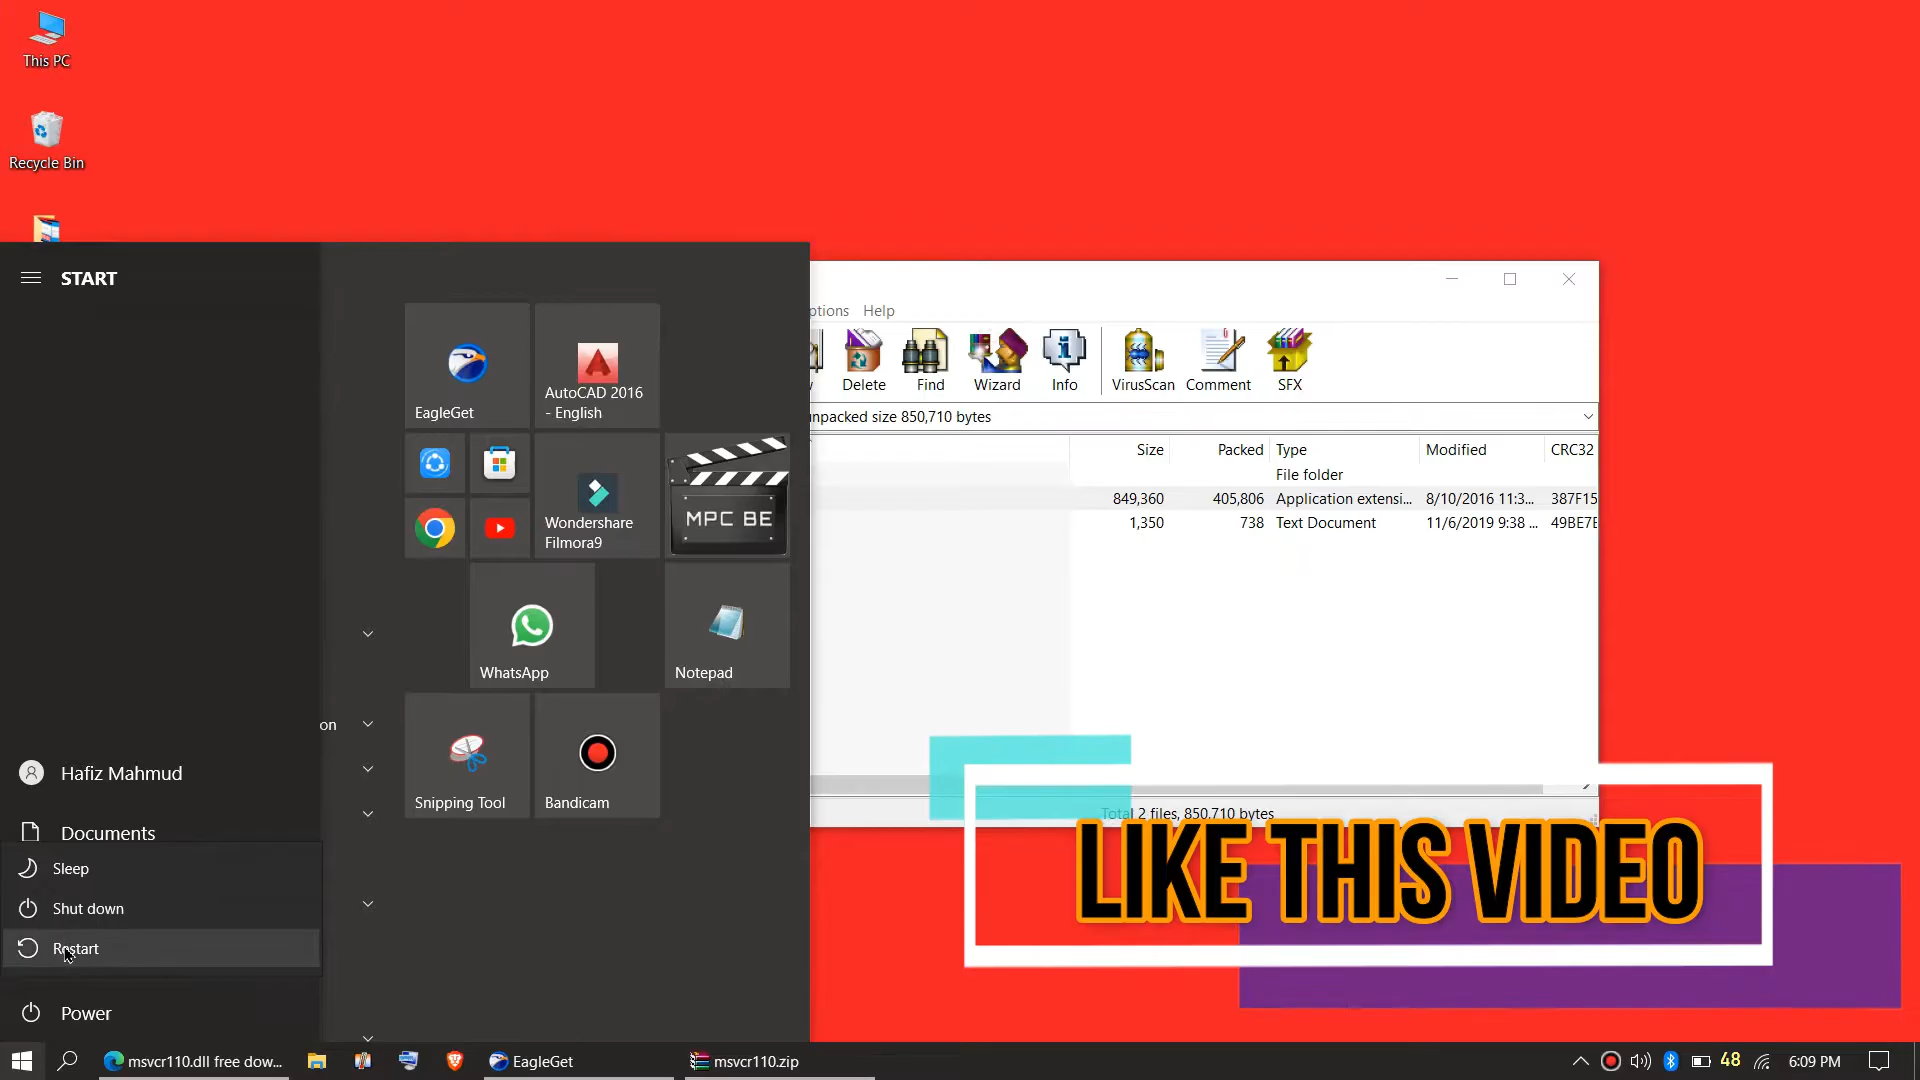 This PC
Recycle Bin
START
EagleGet
AutoCAD 2016
- English
Wondershare
Filmora9
MPC BE
WhatsApp
Notepad
Snipping Tool
Bandicam
on
Hafiz Mahmud
Documents
Sleep
Shut down
Restart
Power
ptions Help
Delete
Find
Wizard
Info
VirusScan
Comment
SFX
npacked size 850,710 bytes
Size Packed Type Modified CRC32
File folder
849,360 405,806 Application extensi... 8/10/2016 11:3... 387F15
1,350 738 Text Document 11/6/2019 9:38 ... 49BE7E
Total 2 files, 850,710 bytes
LIKE THIS VIDEO
msvcr110.dll free dow...
EagleGet
msvcr110.zip
48
6:09 PM